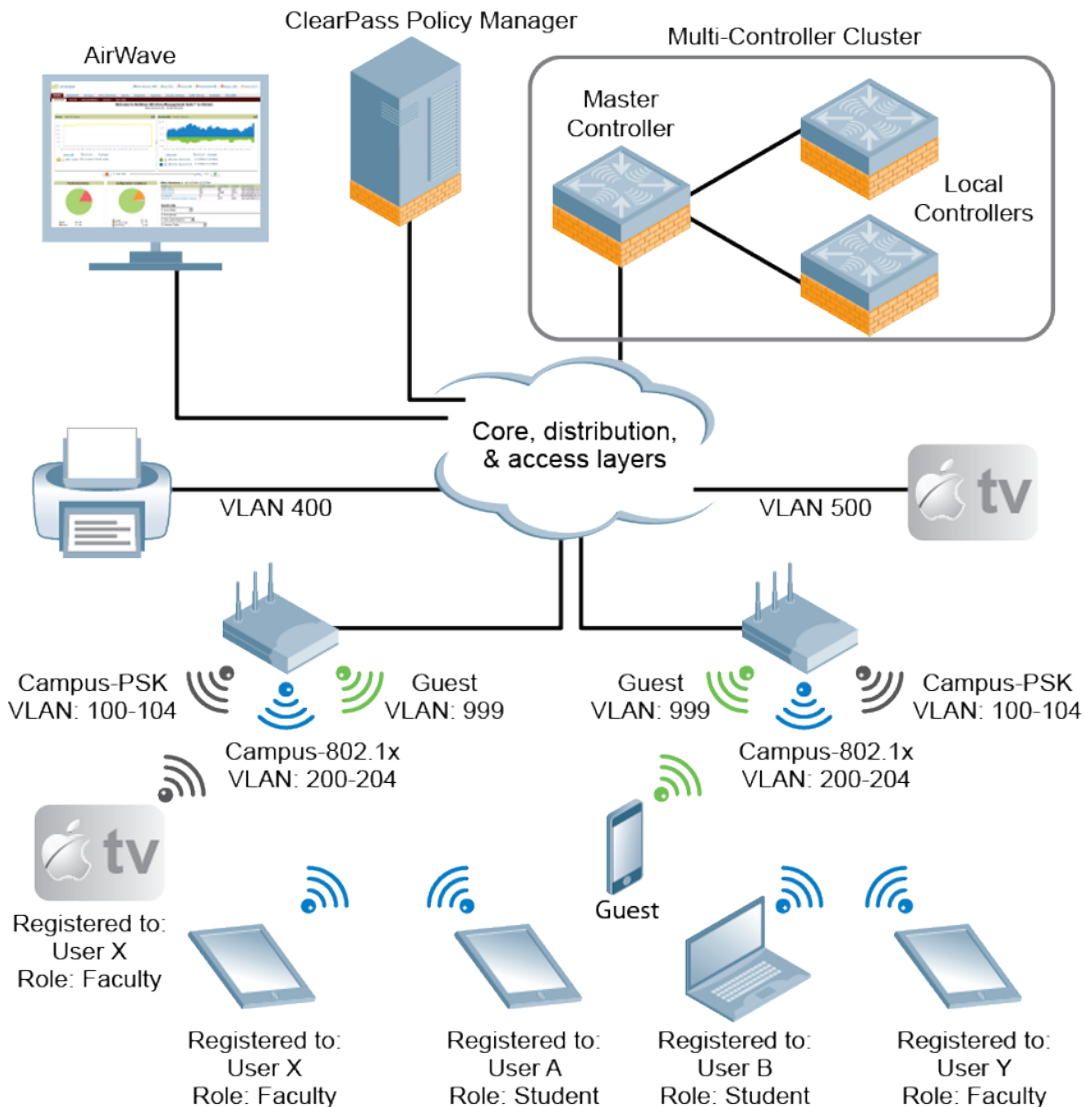 ClearPass Policy Manager
AirWave
Multi-Controller Cluster
Master
Controller
Local
Controllers
Core, distribution,
& access layers
VLAN 400
VLAN 500
tv
Campus-PSK
VLAN: 100-104
Guest
VLAN: 999
Guest
VLAN: 999
Campus-PSK
VLAN: 100-104
Campus-802.1x
VLAN: 200-204
Campus-802.1x
VLAN: 200-204
tv
Guest
Registered to:
User X
Role: Faculty
Registered to:
User X
Role: Faculty
Registered to:
User A
Role: Student
Registered to:
User B
Role: Student
Registered to:
User Y
Role: Faculty